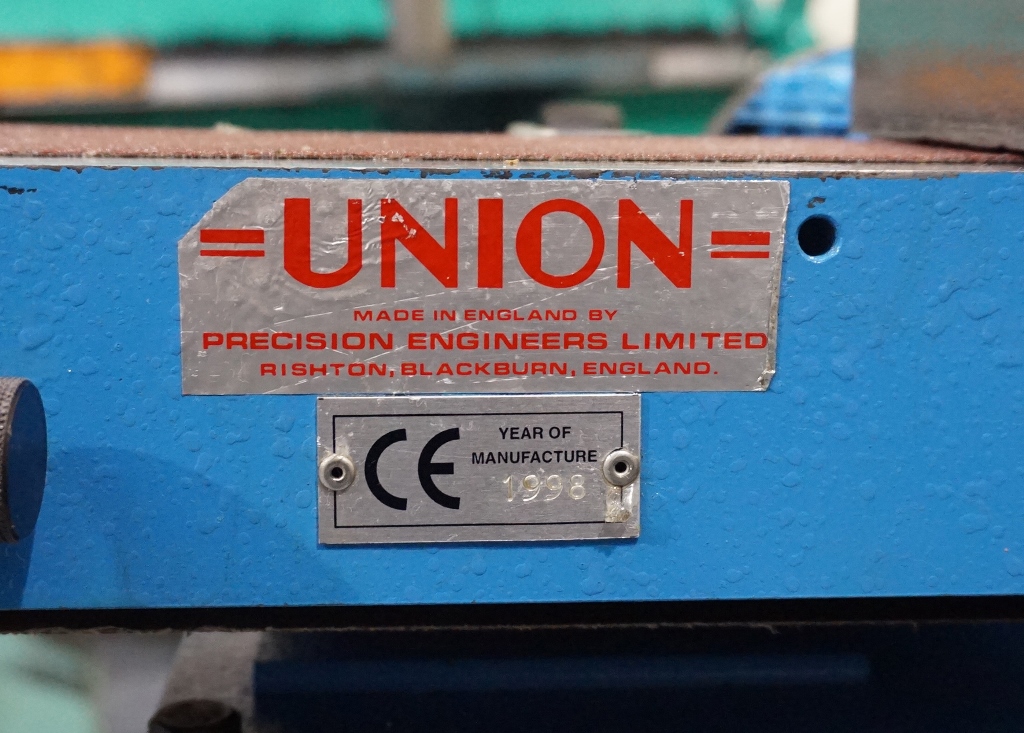 =UNION=
MADE IN ENGLAND BY
PRECISION ENGINEERS LIMITED
RISHTON, BLACKBURN, ENGLAND.
CE
YEAR OF
MANUFACTURE
1998